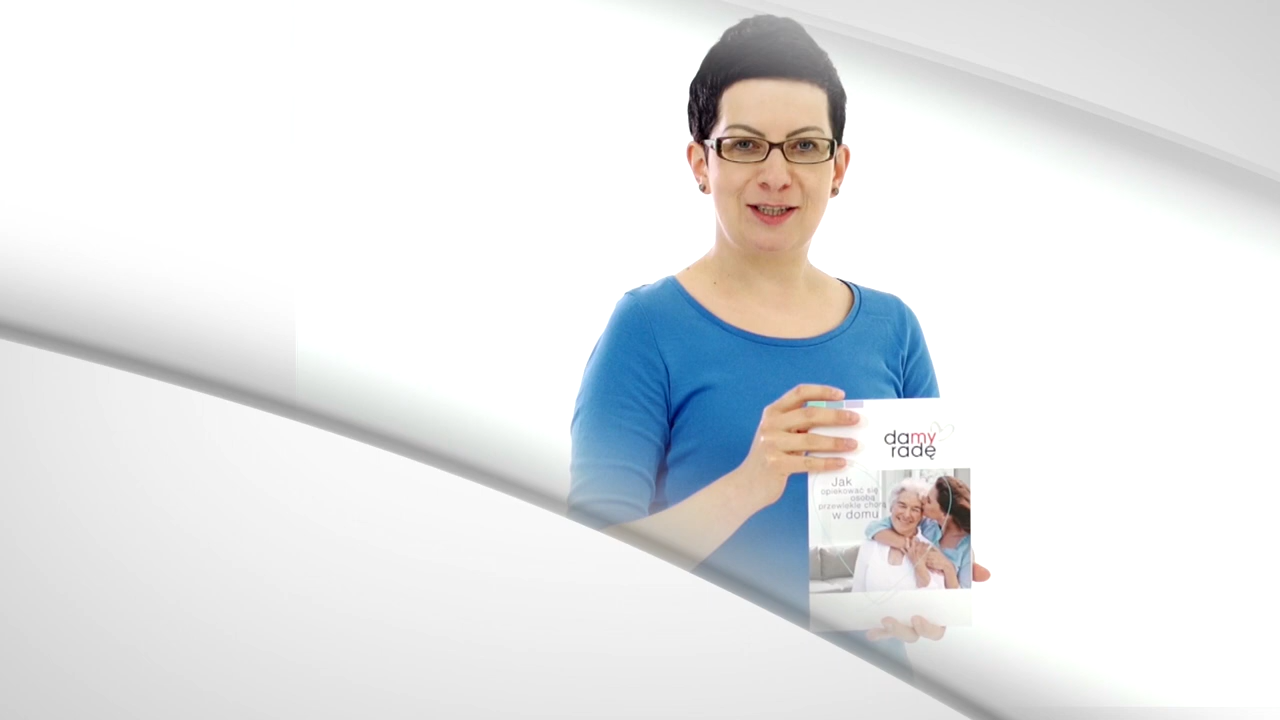 damy
radę
Jak
opiekować się
osobą
przewlekle chorą
w domu